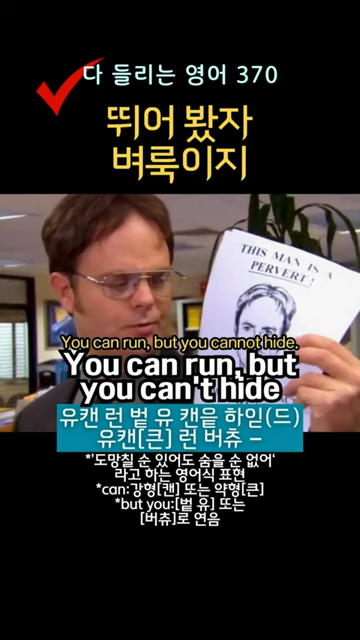 다 들리는 영어 370
뛰어 봤자
벼룩이지
THIS MAN IS A
PERVERT!
You can run, but you cannot hide.
You can run, but
you can't hide
유캔 런 벝 유 캔읕 하읻(드)
유캔[큰] 런 버츄 –
*'도망칠 순 있어도 숨을 순 없어'
라고 하는 영어식 표현
*can:강형[캔] 또는 약형[큰]
*but you:[벝 유] 또는
[버츄]로 연음